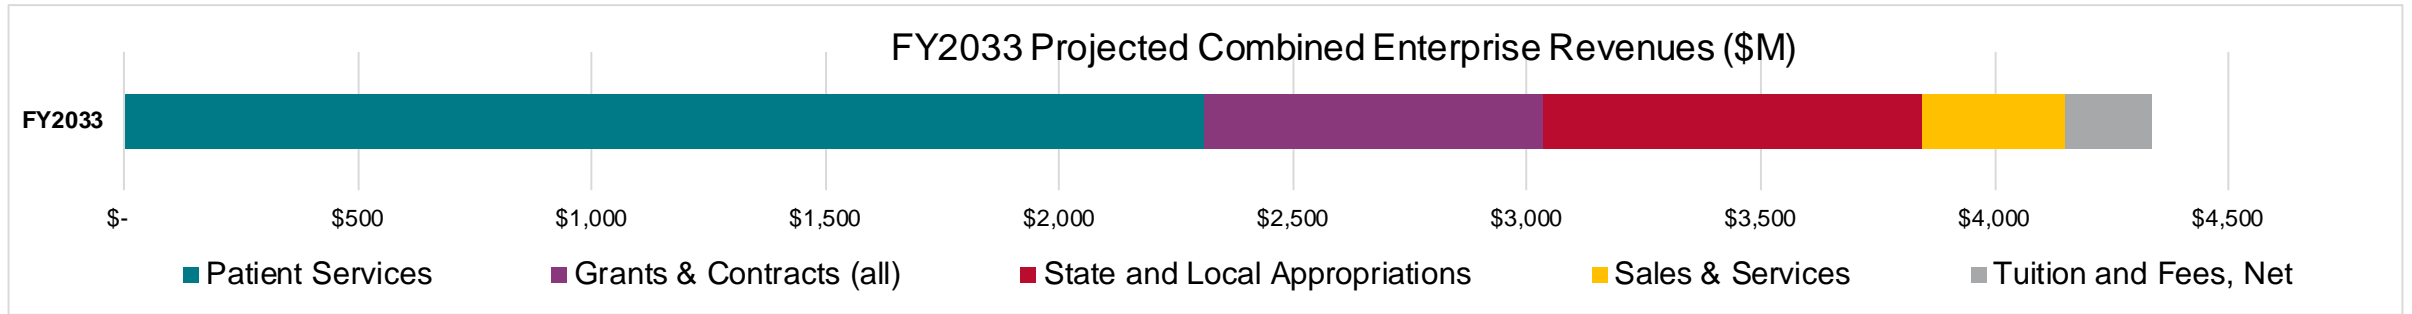 FY2033 Projected Combined Enterprise Revenues ($M)
FY2033
$- $500 $1,000 $1,500 $2,000 $2,500 $3,000 $3,500 $4,000 $4,500
Patient Services Grants & Contracts (all) State and Local Appropriations Sales & Services Tuition and Fees, Net